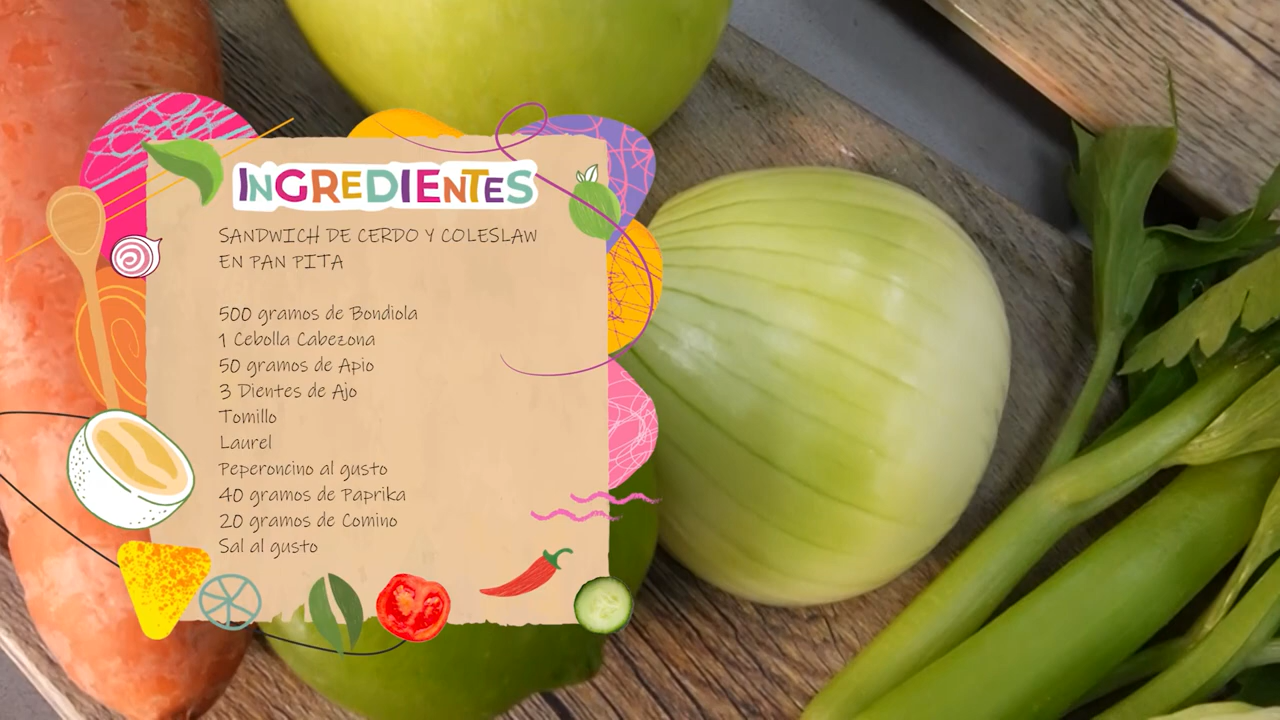 INGREDIENTES
SANDWICH DE CERDO Y COLESLAW
EN PAN PITA
500 gramos de Bondiola
1 Cebolla Cabezona
50 gramos de Apio
3 Dientes de Ajo
Tomillo
Laurel
Peperoncino al gusto
40 gramos de Paprika
20 gramos de Comino
Sal al gusto